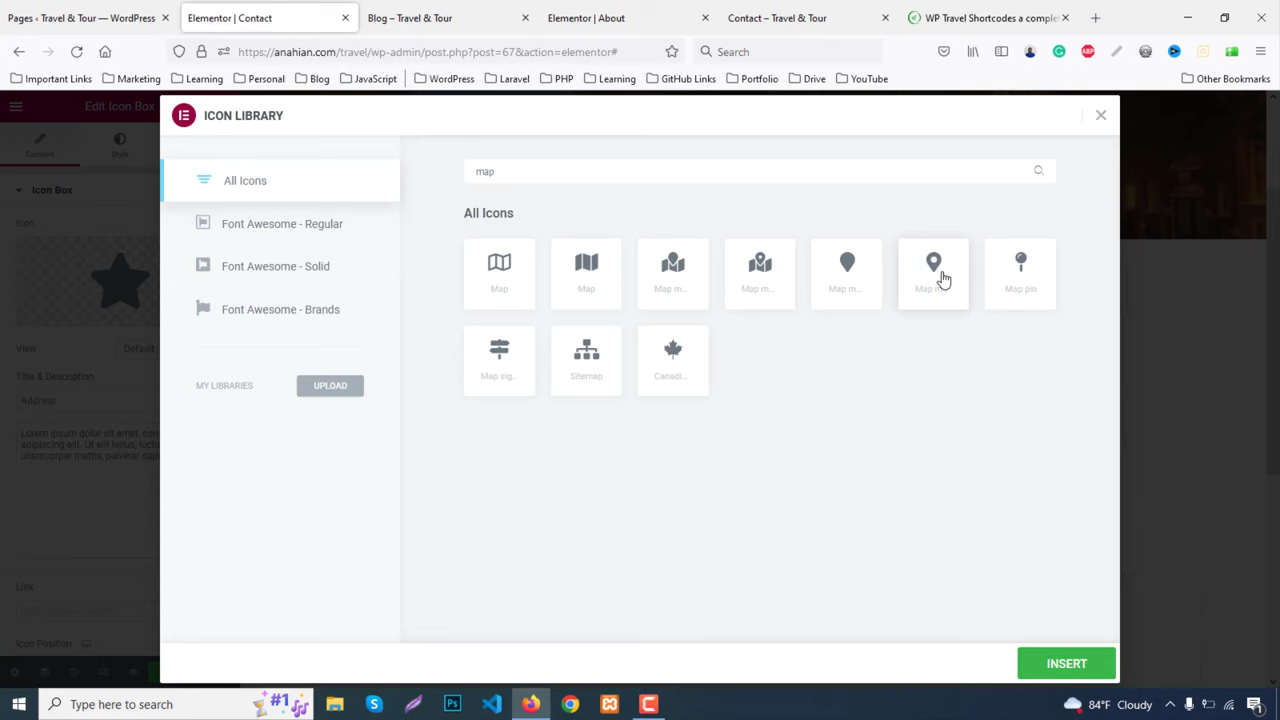 Pages ‹ Travel & Tour — WordPress
Elementor | Contact
Blog – Travel & Tour
Elementor | About
Contact – Travel & Tour
WP Travel Shortcodes a comple
https://anahian.com/travel/wp-admin/post.php?post=67&action=elementor#
Search
Important Links
Marketing
Learning
Personal
Blog
JavaScript
WordPress
Laravel
PHP
Learning
GitHub Links
Portfolio
Drive
YouTube
Other Bookmarks
Edit Icon Box
ICON LIBRARY
Content
Style
All Icons
map
Icon Box
All Icons
Icon
Font Awesome - Regular
Font Awesome - Solid
Font Awesome - Brands
Map
Map
Map m...
Map m...
Map m...
Map pin
View
Default
Map sig...
Sitemap
Canadi...
Title & Description
MY LIBRARIES
UPLOAD
Address
Lorem ipsum dolor sit amet, con
adipiscing elit. Ut elit tellus, luctu
ullamcorper mattis, pulvinar dapi
Link
Icon Position
INSERT
Type here to search
#1
84°F Cloudy